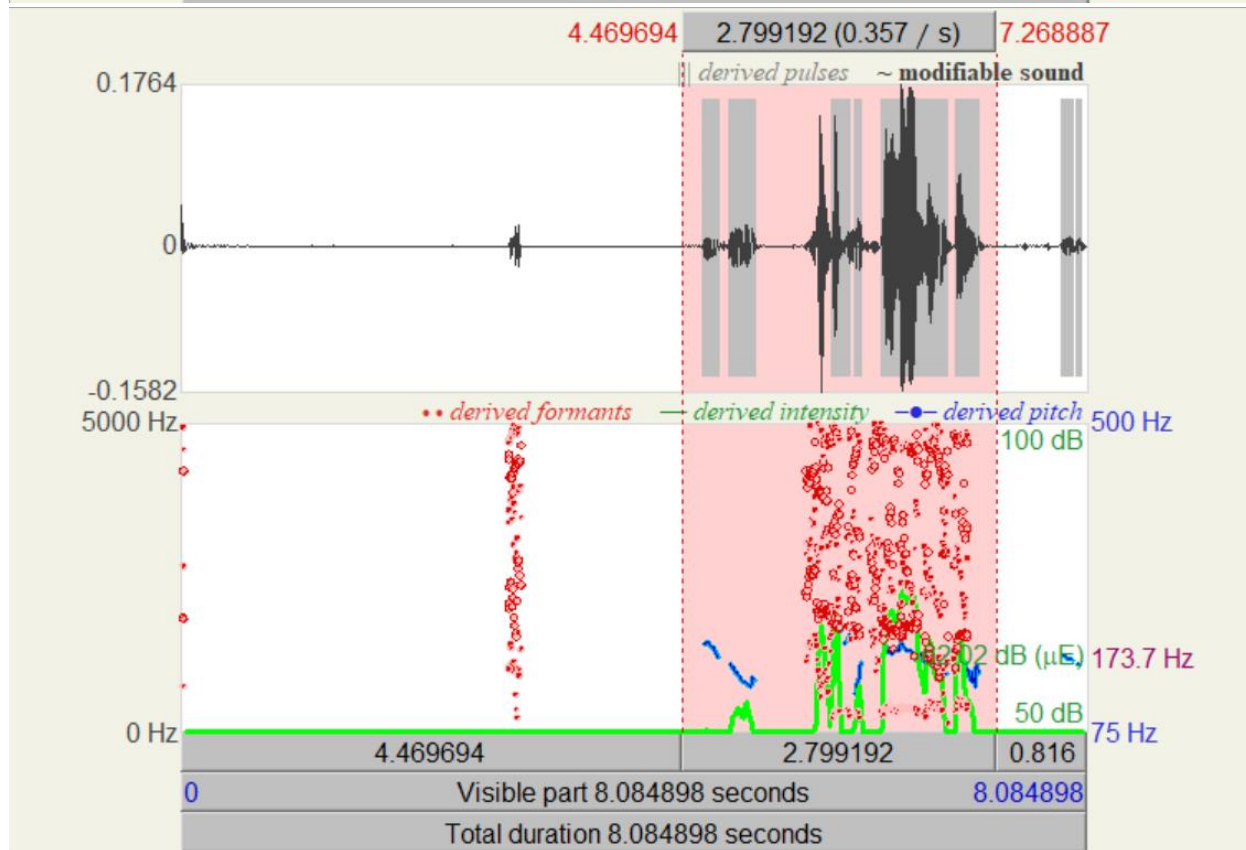 4.469694 2.799192 (0.357 / s) 7.268887
derived pulses ~ modifiable sound
0.1764
0
-0.1582
•• derived formants — derived intensity –●– derived pitch
5000 Hz 500 Hz
100 dB
dB (µE) 173.7 Hz
50 dB
0 Hz 75 Hz
4.469694 2.799192 0.816
0 Visible part 8.084898 seconds 8.084898
Total duration 8.084898 seconds